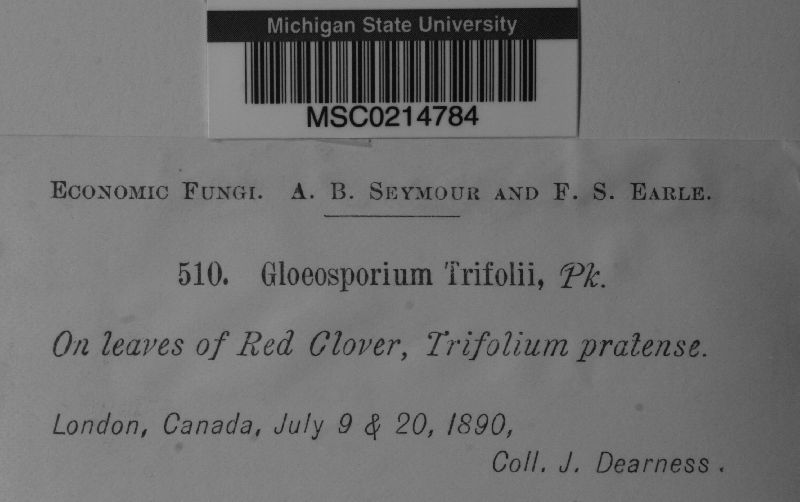 Michigan State University
MSC0214784
Economic Fungi. A. B. Seymour and F. S. Earle.
510. Gloeosporium Trifolii, Pk.
On leaves of Red Clover, Trifolium pratense.
London, Canada, July 9 & 20, 1890,
Coll. J. Dearness.